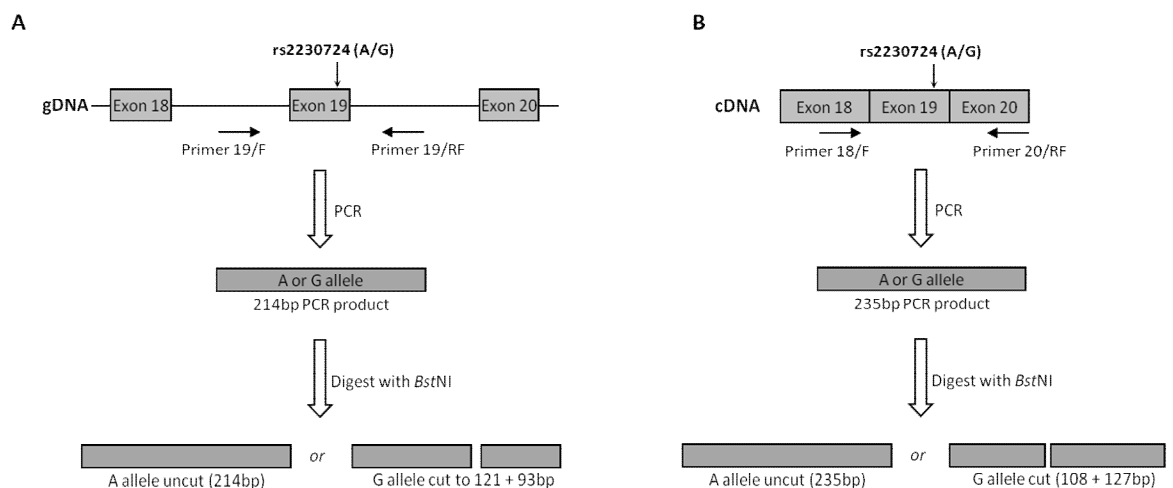 A
rs2230724 (A/G)
gDNA
Exon 18
Exon 19
Exon 20
Primer 19/F
Primer 19/RF
PCR
A or G allele
214bp PCR product
Digest with BstNI
or
A allele uncut (214bp)
G allele cut to 121 + 93bp
B
rs2230724 (A/G)
cDNA
Exon 18
Exon 19
Exon 20
Primer 18/F
Primer 20/RF
PCR
A or G allele
235bp PCR product
Digest with BstNI
or
A allele uncut (235bp)
G allele cut (108 + 127bp)